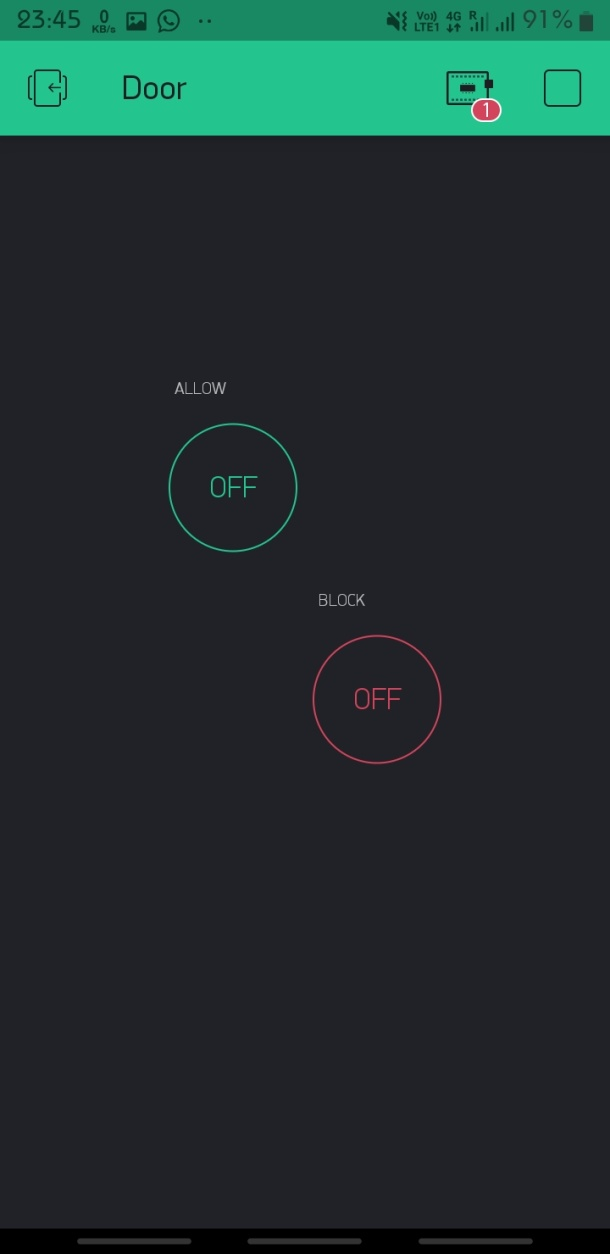 23:45 0 KB/s Vo) LTE1 4G R 91%
Door
1
ALLOW
OFF
BLOCK
OFF